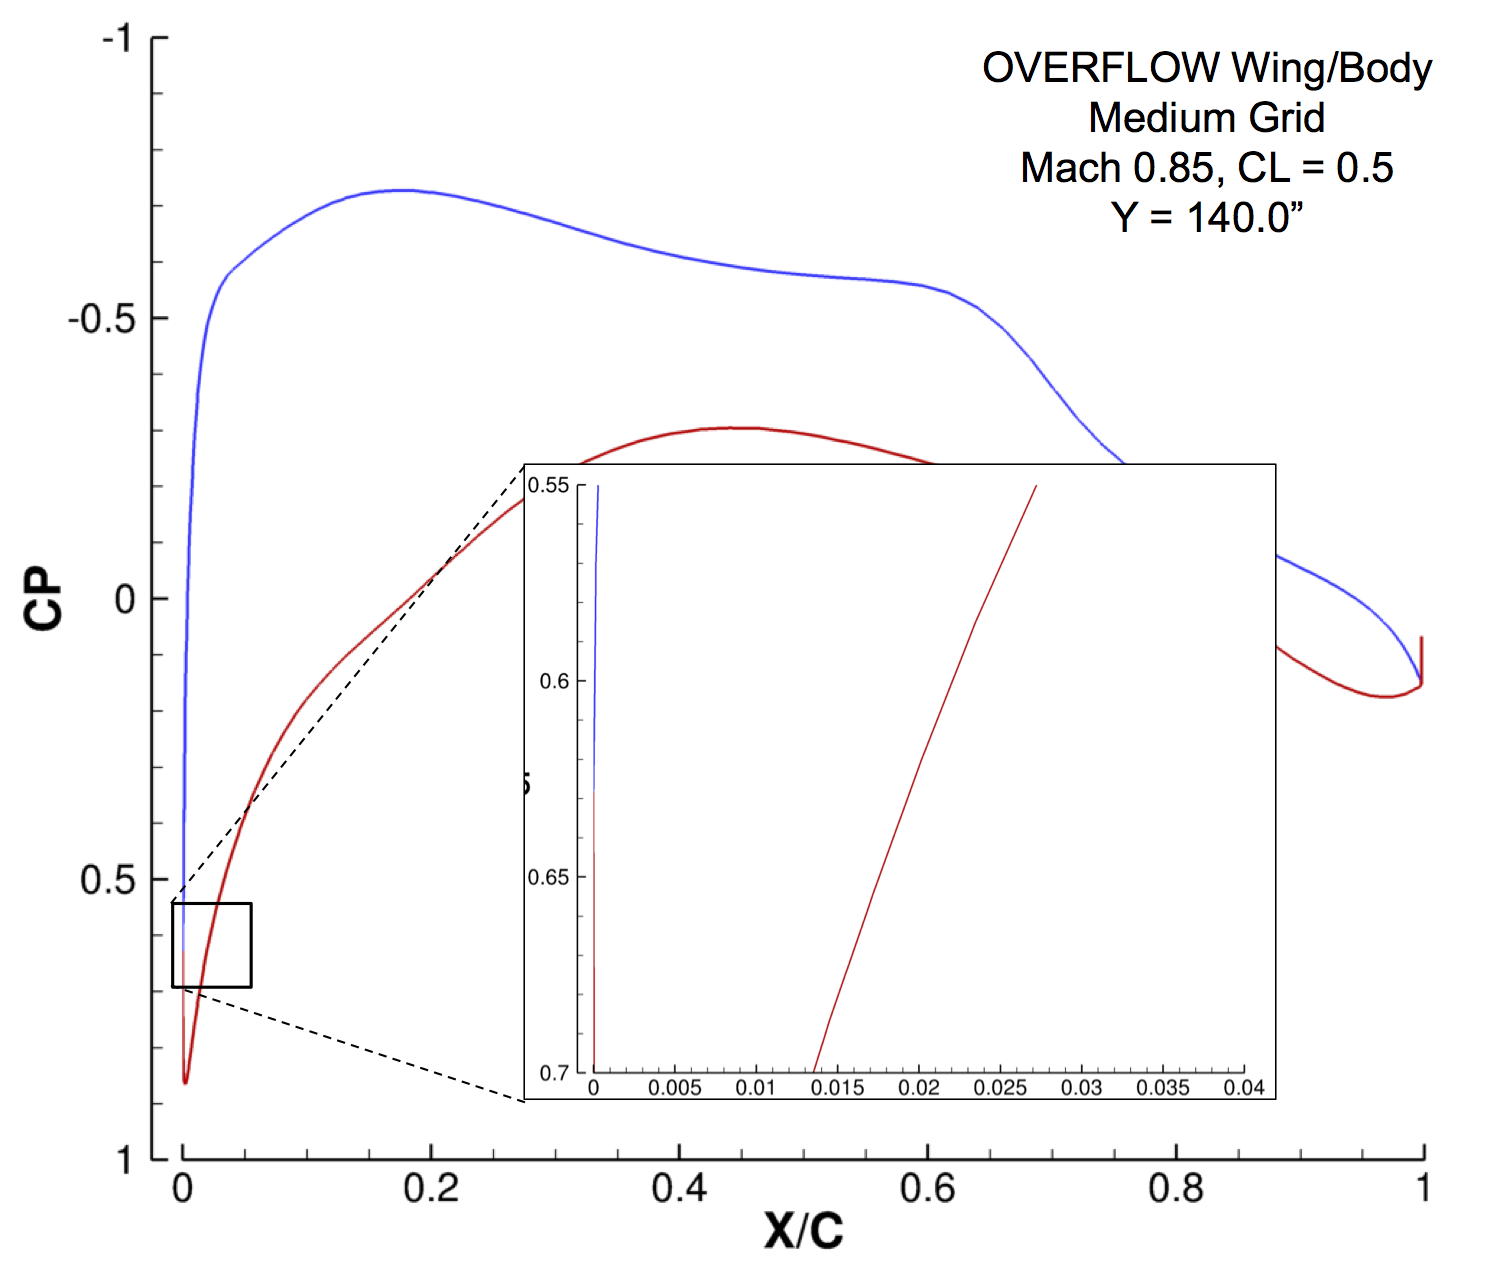 OVERFLOW Wing/Body
Medium Grid
Mach 0.85, CL = 0.5
Y = 140.0”
-1
-0.5
0
0.5
1
CP
0.55
0.6
0.65
0.7
0 0.005 0.01 0.015 0.02 0.025 0.03 0.035 0.04
0 0.2 0.4 0.6 0.8 1
X/C